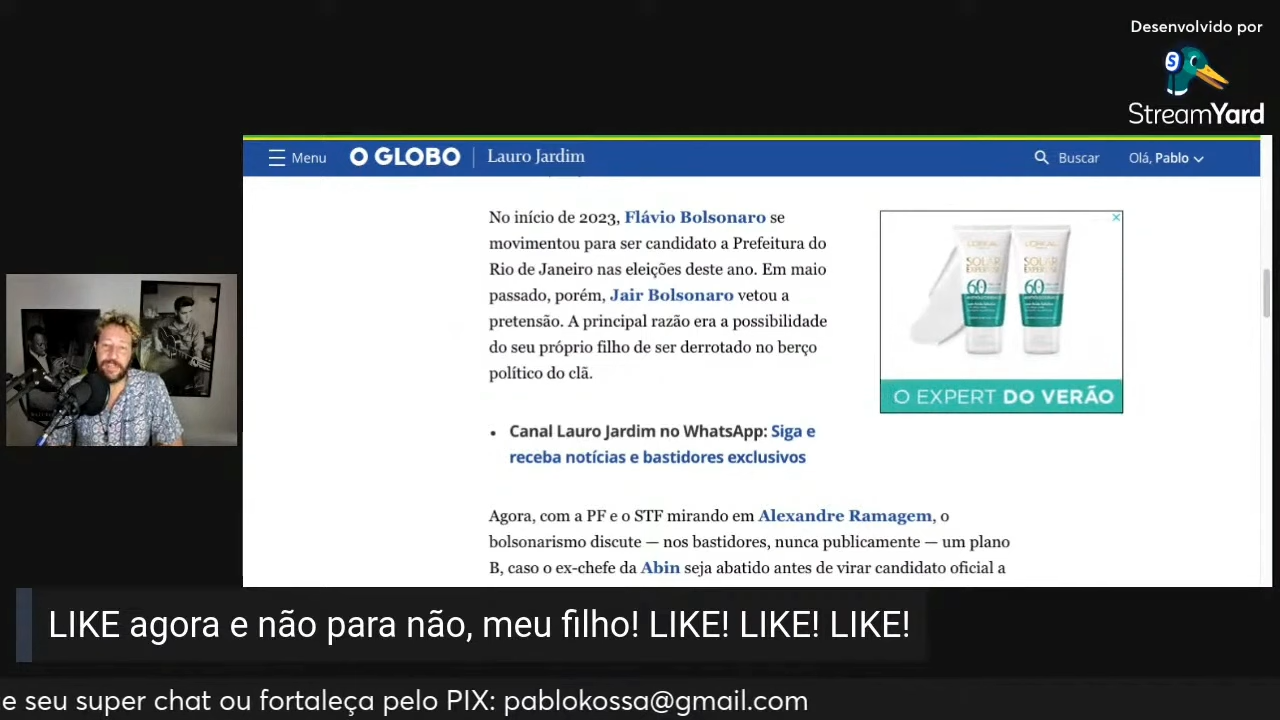 Desenvolvido por
StreamYard
Menu
O GLOBO
Lauro Jardim
Buscar
Olá, Pablo
No início de 2023, Flávio Bolsonaro se
movimentou para ser candidato a Prefeitura do
Rio de Janeiro nas eleições deste ano. Em maio
passado, porém, Jair Bolsonaro vetou a
pretensão. A principal razão era a possibilidade
do seu próprio filho de ser derrotado no berço
político do clã.
SOLAR
60
SOLAR
60
O EXPERT DO VERÃO
• Canal Lauro Jardim no WhatsApp: Siga e
receba notícias e bastidores exclusivos
Agora, com a PF e o STF mirando em Alexandre Ramagem, o
bolsonarismo discute — nos bastidores, nunca publicamente — um plano
B, caso o ex-chefe da Abin seja abatido antes de virar candidato oficial a
LIKE agora e não para não, meu filho! LIKE! LIKE! LIKE!
e seu super chat ou fortaleça pelo PIX: pablokossa@gmail.com